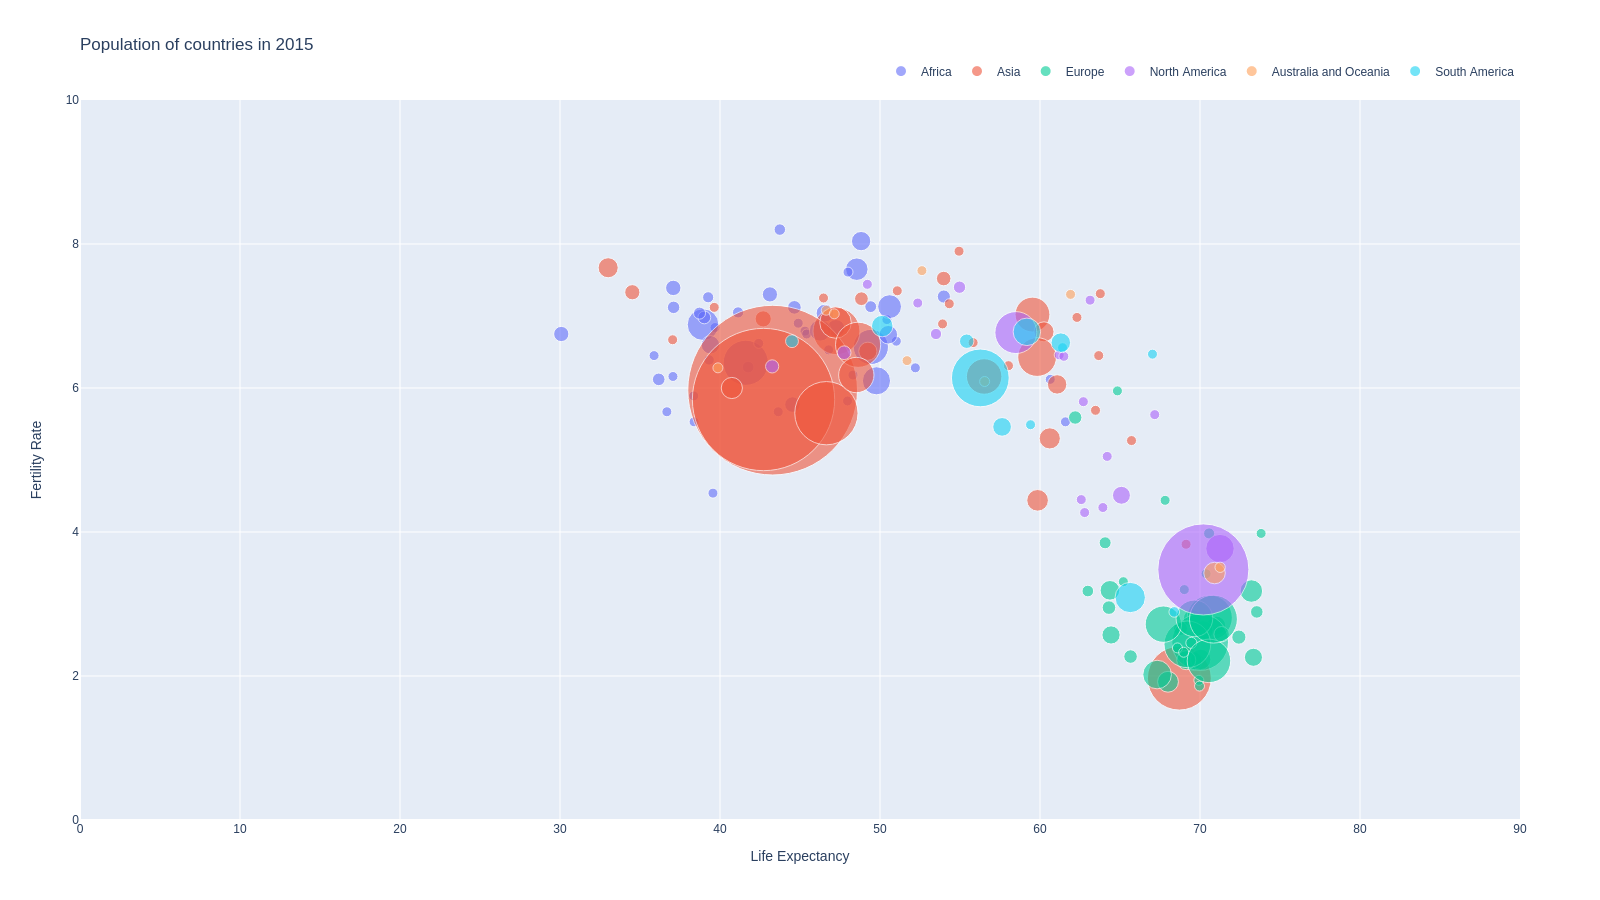 Population of countries in 2015
Africa
Asia
Europe
North America
Australia and Oceania
South America
10
8
6
4
2
0
Fertility Rate
0
10
20
30
40
50
60
70
80
90
Life Expectancy